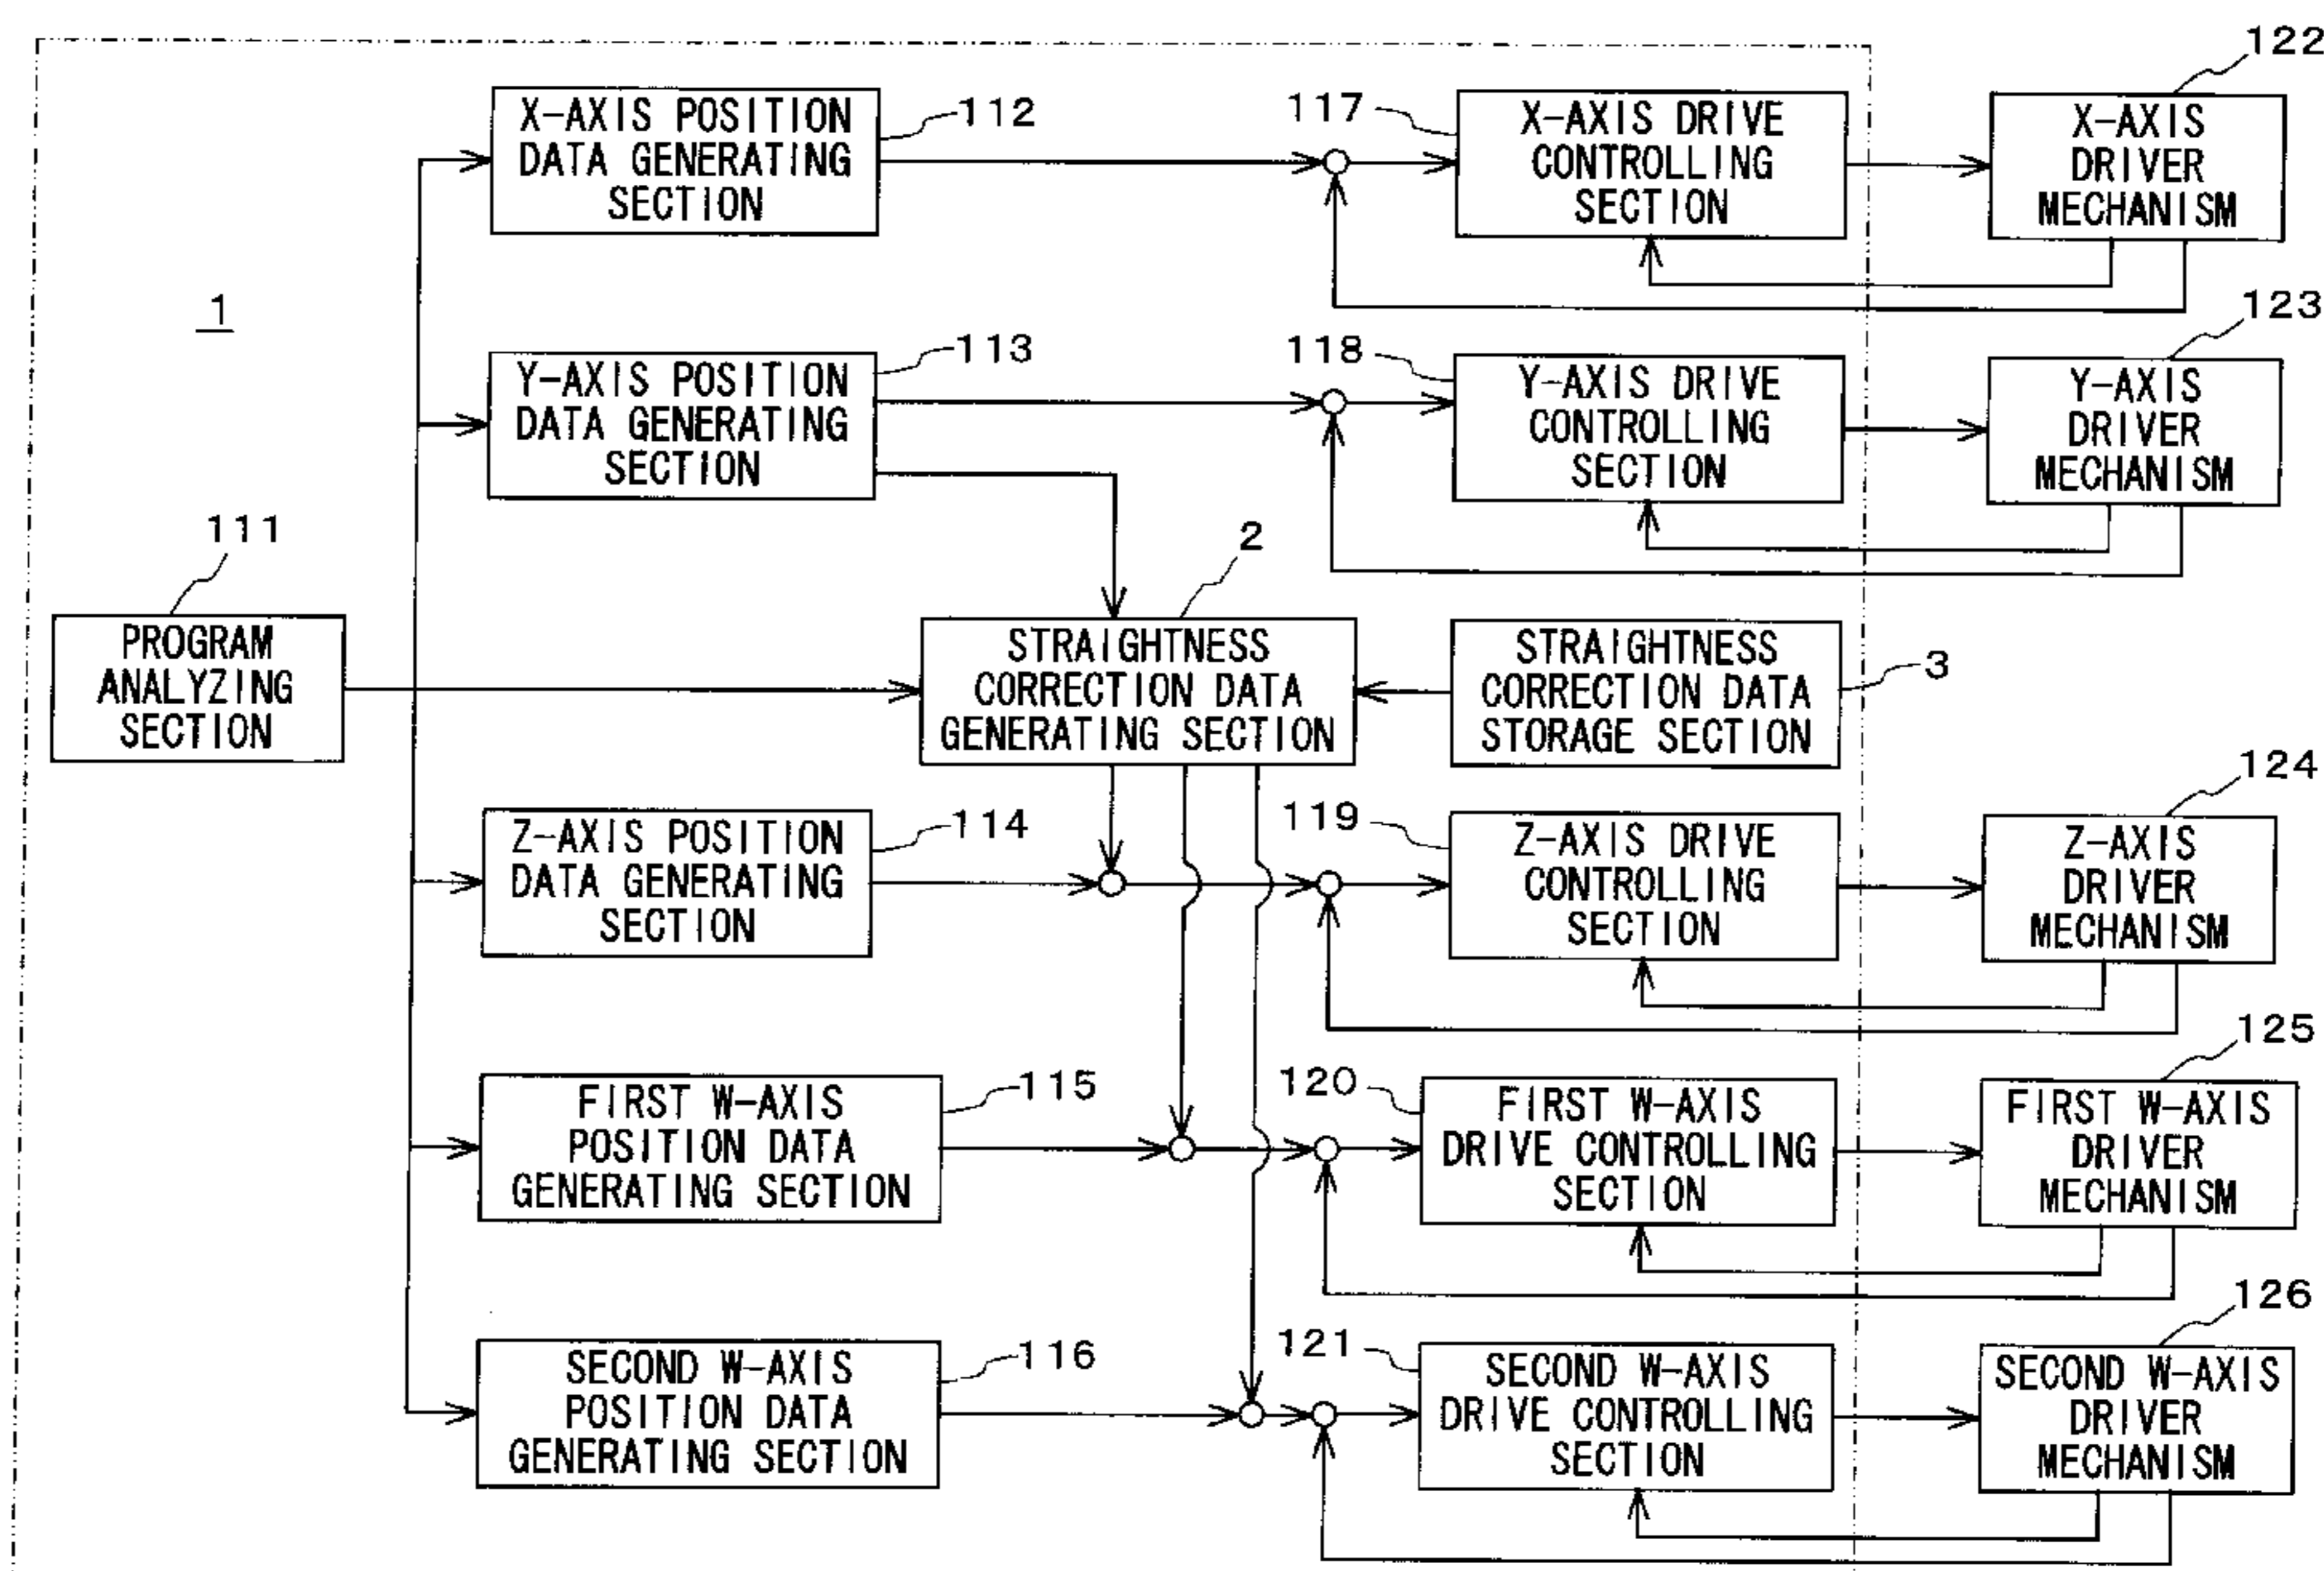 122
X-AXIS POSITION
DATA GENERATING
SECTION
112
117
X-AXIS DRIVE
CONTROLLING
SECTION
X-AXIS
DRIVER
MECHANISM
1
123
Y-AXIS POSITION
DATA GENERATING
SECTION
113
118
Y-AXIS DRIVE
CONTROLLING
SECTION
Y-AXIS
DRIVER
MECHANISM
111
PROGRAM
ANALYZING
SECTION
2
STRAIGHTNESS
CORRECTION DATA
GENERATING SECTION
STRAIGHTNESS
CORRECTION DATA
STORAGE SECTION
3
124
Z-AXIS POSITION
DATA GENERATING
SECTION
114
119
Z-AXIS DRIVE
CONTROLLING
SECTION
Z-AXIS
DRIVER
MECHANISM
125
FIRST W-AXIS
POSITION DATA
GENERATING SECTION
115
120
FIRST W-AXIS
DRIVE CONTROLLING
SECTION
FIRST W-AXIS
DRIVER
MECHANISM
126
SECOND W-AXIS
POSITION DATA
GENERATING SECTION
116
121
SECOND W-AXIS
DRIVE CONTROLLING
SECTION
SECOND W-AXIS
DRIVER
MECHANISM